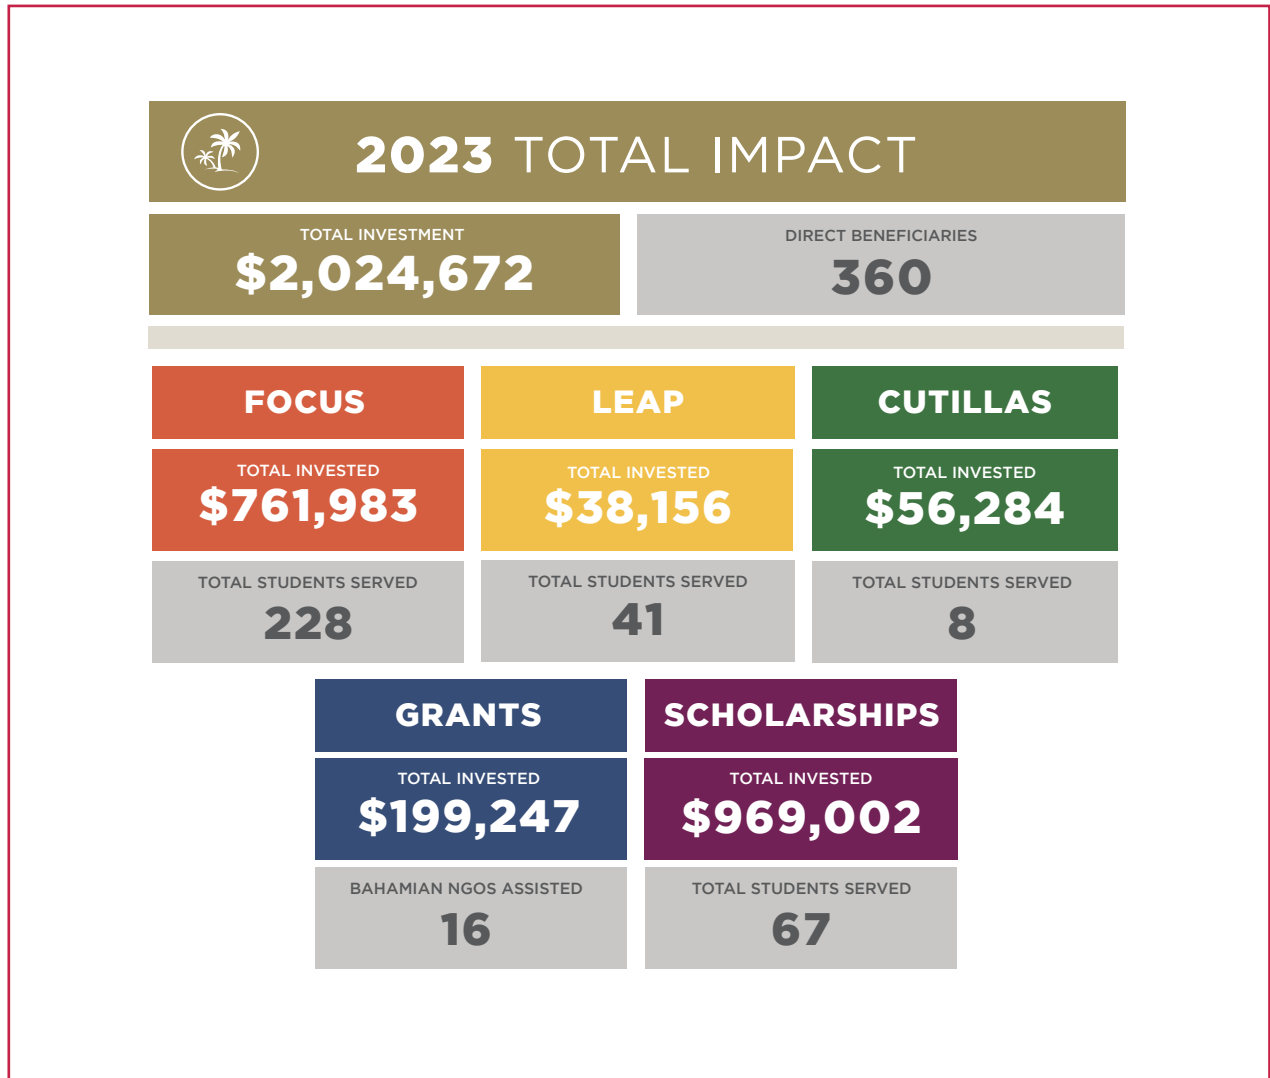 2023 TOTAL IMPACT
TOTAL INVESTMENT
$2,024,672
DIRECT BENEFICIARIES
360
FOCUS
TOTAL INVESTED
$761,983
TOTAL STUDENTS SERVED
228
LEAP
TOTAL INVESTED
$38,156
TOTAL STUDENTS SERVED
41
CUTILLAS
TOTAL INVESTED
$56,284
TOTAL STUDENTS SERVED
8
GRANTS
TOTAL INVESTED
$199,247
BAHAMIAN NGOS ASSISTED
16
SCHOLARSHIPS
TOTAL INVESTED
$969,002
TOTAL STUDENTS SERVED
67